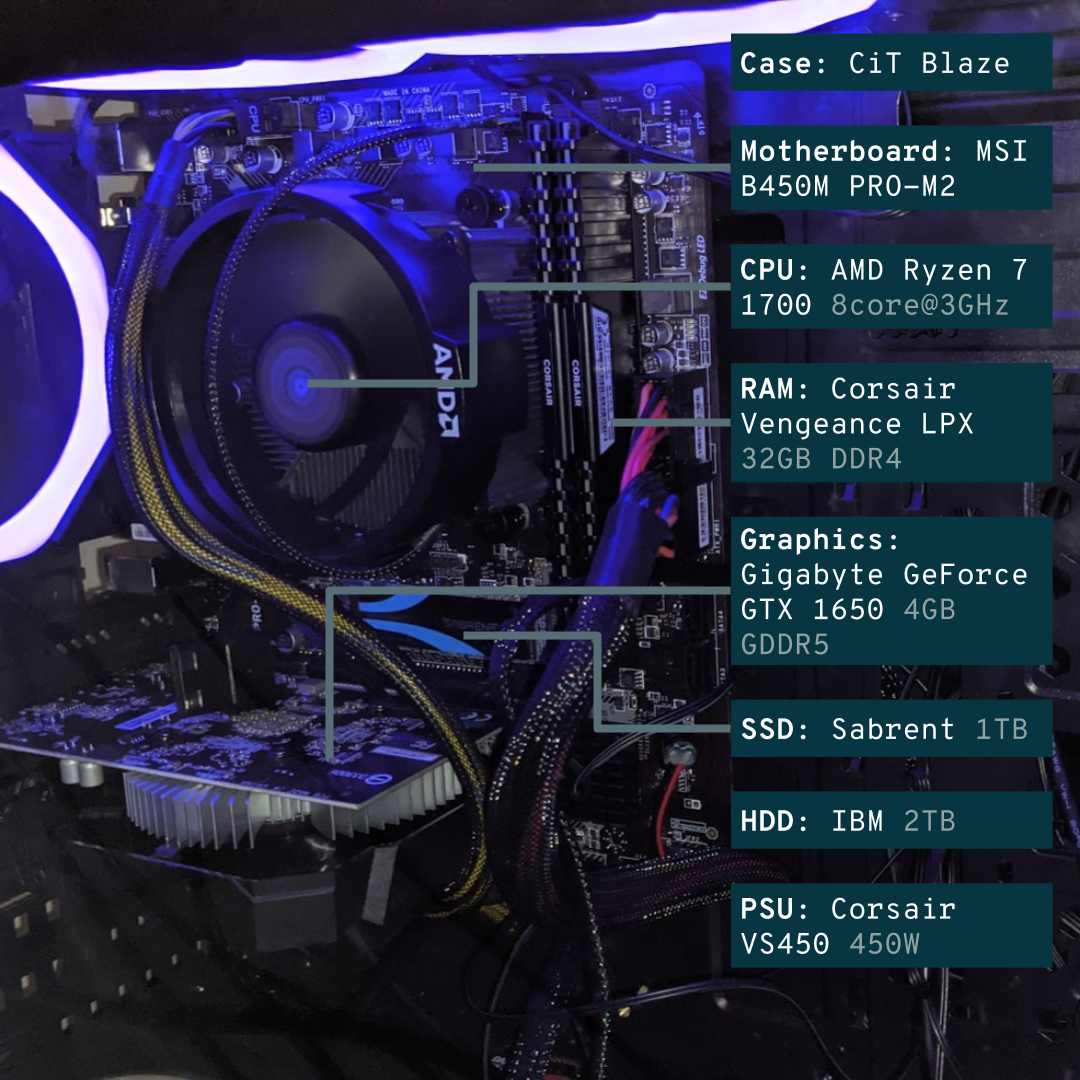 Case: CiT Blaze
Motherboard: MSI
B450M PRO-M2
CPU: AMD Ryzen 7
1700 8core@3GHz
RAM: Corsair
Vengeance LPX
32GB DDR4
Graphics:
Gigabyte GeForce
GTX 1650 4GB
GDDR5
SSD: Sabrent 1TB
HDD: IBM 2TB
PSU: Corsair
VS450 450W
MADE IN CHINA
CPU_FAN1
CPU
EZ Debug LED
AMD
CORSAIR
CORSAIR
SABRENT
PRO-